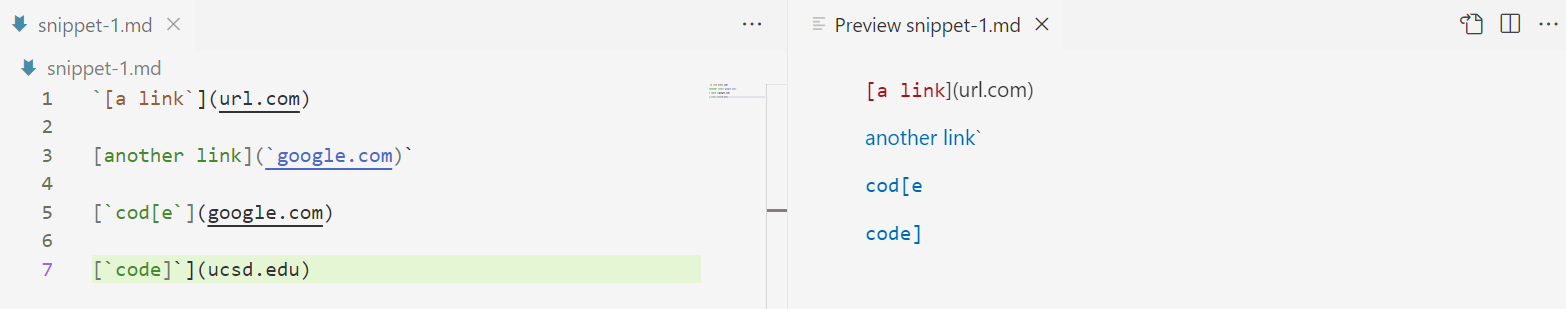 snippet-1.md
snippet-1.md
1 `[a link`](url.com)
2
3 [another link](`google.com)`
4
5 [`cod[e`](google.com)
6
7 [`code]`](ucsd.edu)
Preview snippet-1.md
[a link](url.com)
another link`
cod[e
code]